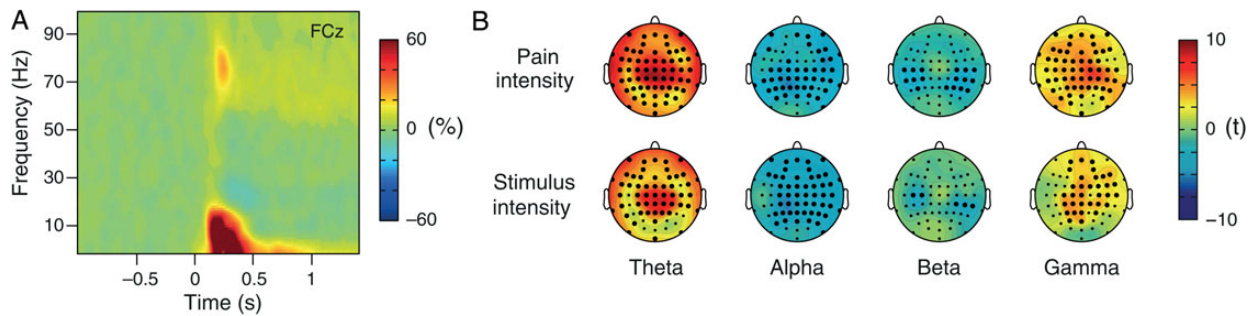 A
FCz
90
70
50
30
10
Frequency (Hz)
−0.5
0
0.5
1
Time (s)
60
0
−60
(%)
B
Pain
intensity
Stimulus
intensity
Theta
Alpha
Beta
Gamma
10
0
−10
(t)